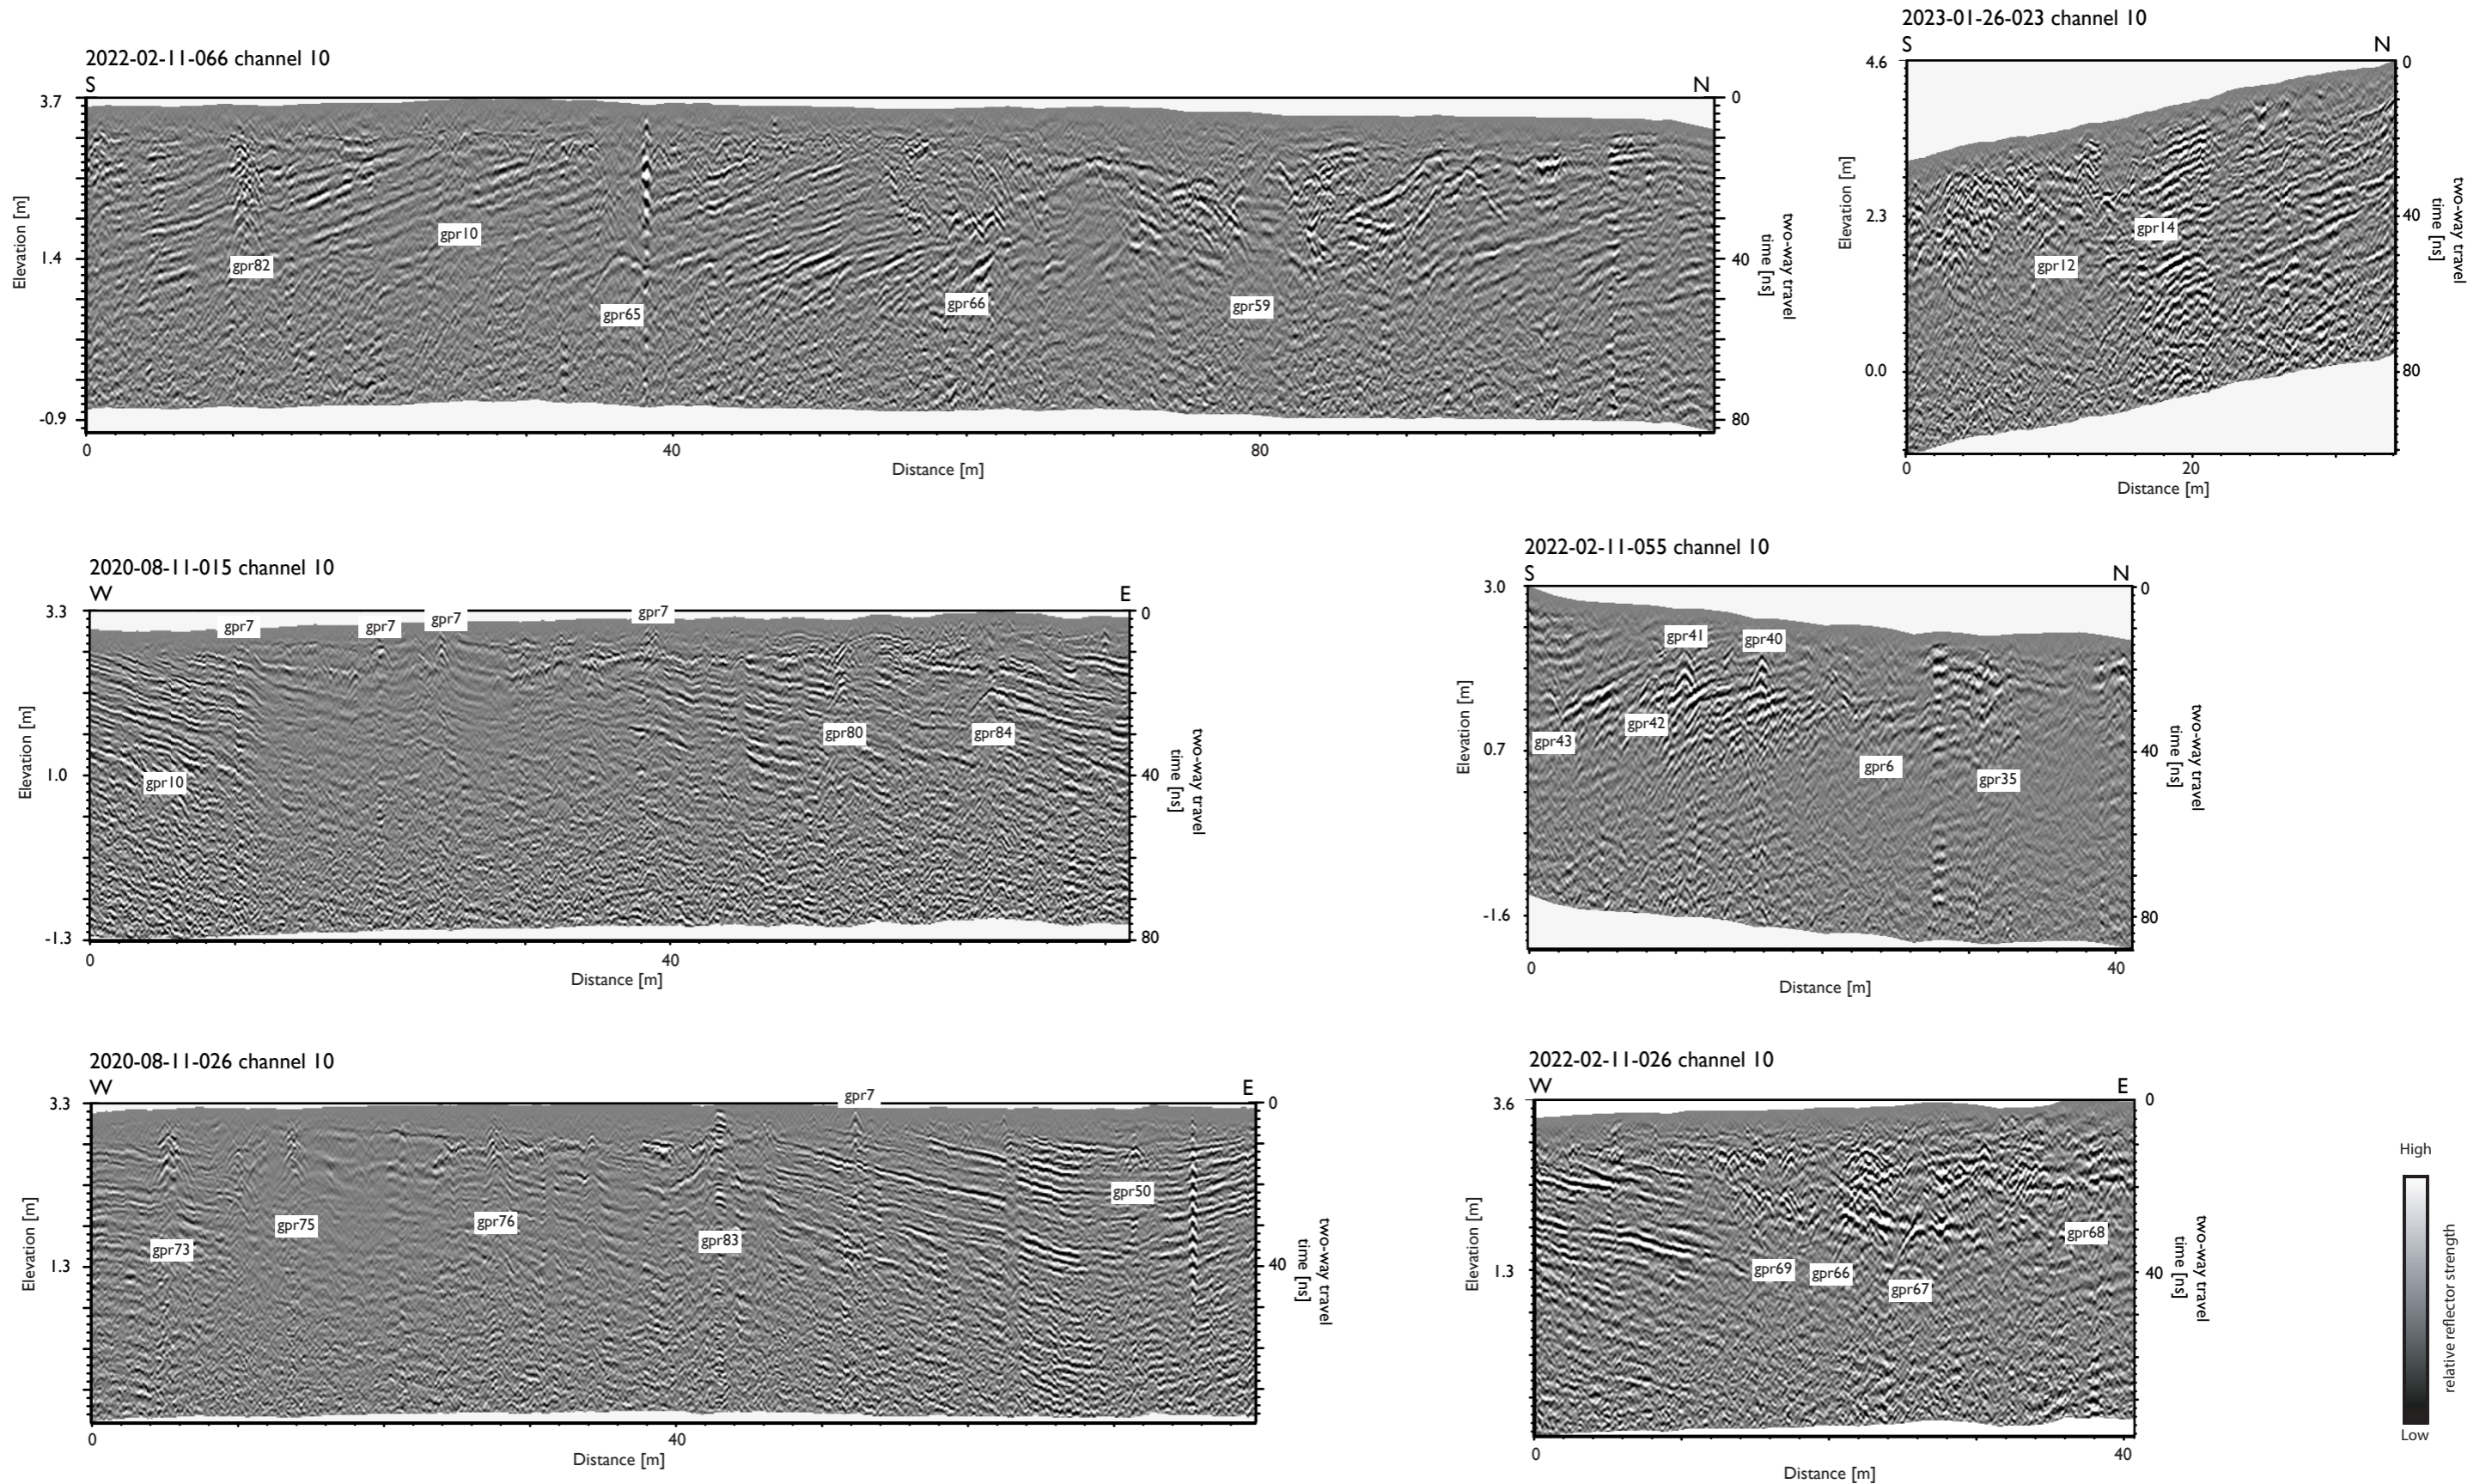 2022-02-11-066 channel 10
S
N
3.7
1.4
-0.9
Elevation [m]
gpr82
gpr10
gpr65
gpr66
gpr59
0
40
80
two-way travel
time [ns]
0
40
80
Distance [m]
2023-01-26-023 channel 10
S
N
4.6
2.3
0.0
Elevation [m]
gpr12
gpr14
0
40
80
two-way travel
time [ns]
0
20
Distance [m]
2020-08-11-015 channel 10
W
E
3.3
1.0
-1.3
Elevation [m]
gpr7
gpr7
gpr7
gpr7
gpr10
gpr80
gpr84
0
40
80
two-way travel
time [ns]
0
40
Distance [m]
2022-02-11-055 channel 10
S
N
3.0
0.7
-1.6
Elevation [m]
gpr41
gpr40
gpr42
gpr43
gpr6
gpr35
0
40
80
two-way travel
time [ns]
0
40
Distance [m]
2020-08-11-026 channel 10
W
E
3.3
1.3
Elevation [m]
gpr7
gpr50
gpr73
gpr75
gpr76
gpr83
0
40
two-way travel
time [ns]
0
40
Distance [m]
2022-02-11-026 channel 10
W
E
3.6
1.3
Elevation [m]
gpr69
gpr66
gpr67
gpr68
0
40
two-way travel
time [ns]
0
40
Distance [m]
High
relative reflector strength
Low